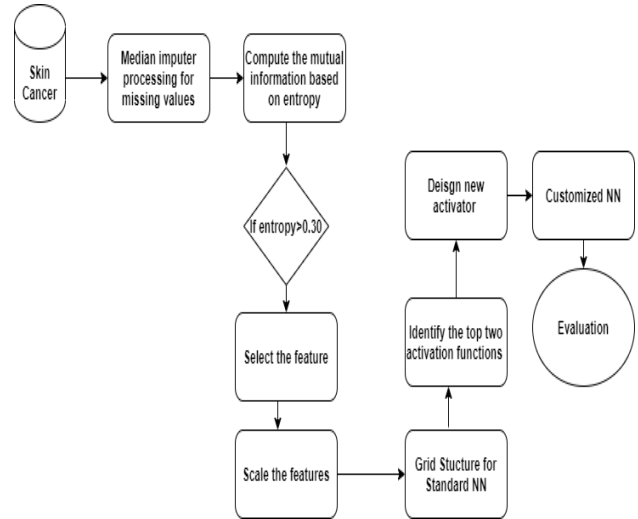 Skin
Cancer
Median imputer
processing for
missing values
Compute the mutual
information based
on entropy
If entropy>0.30
Select the feature
Scale the features
Grid Stucture for
Standard NN
Identify the top two
activation functions
Deisgn new
activator
Customized NN
Evaluation